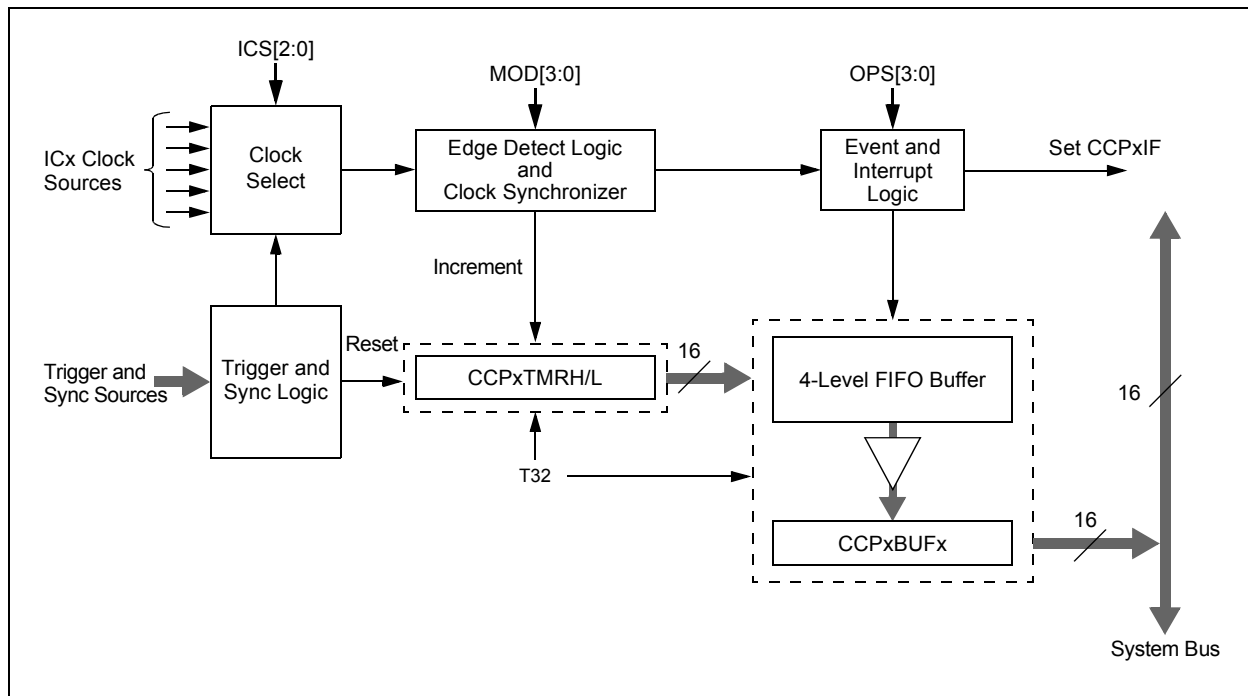 ICS[2:0]
MOD[3:0]
OPS[3:0]
ICx Clock
Sources
Clock
Select
Edge Detect Logic
and
Clock Synchronizer
Event and
Interrupt
Logic
Set CCPxIF
Increment
Trigger and
Sync Sources
Trigger and
Sync Logic
Reset
CCPxTMRH/L
16
4-Level FIFO Buffer
16
T32
CCPxBUFx
16
System Bus